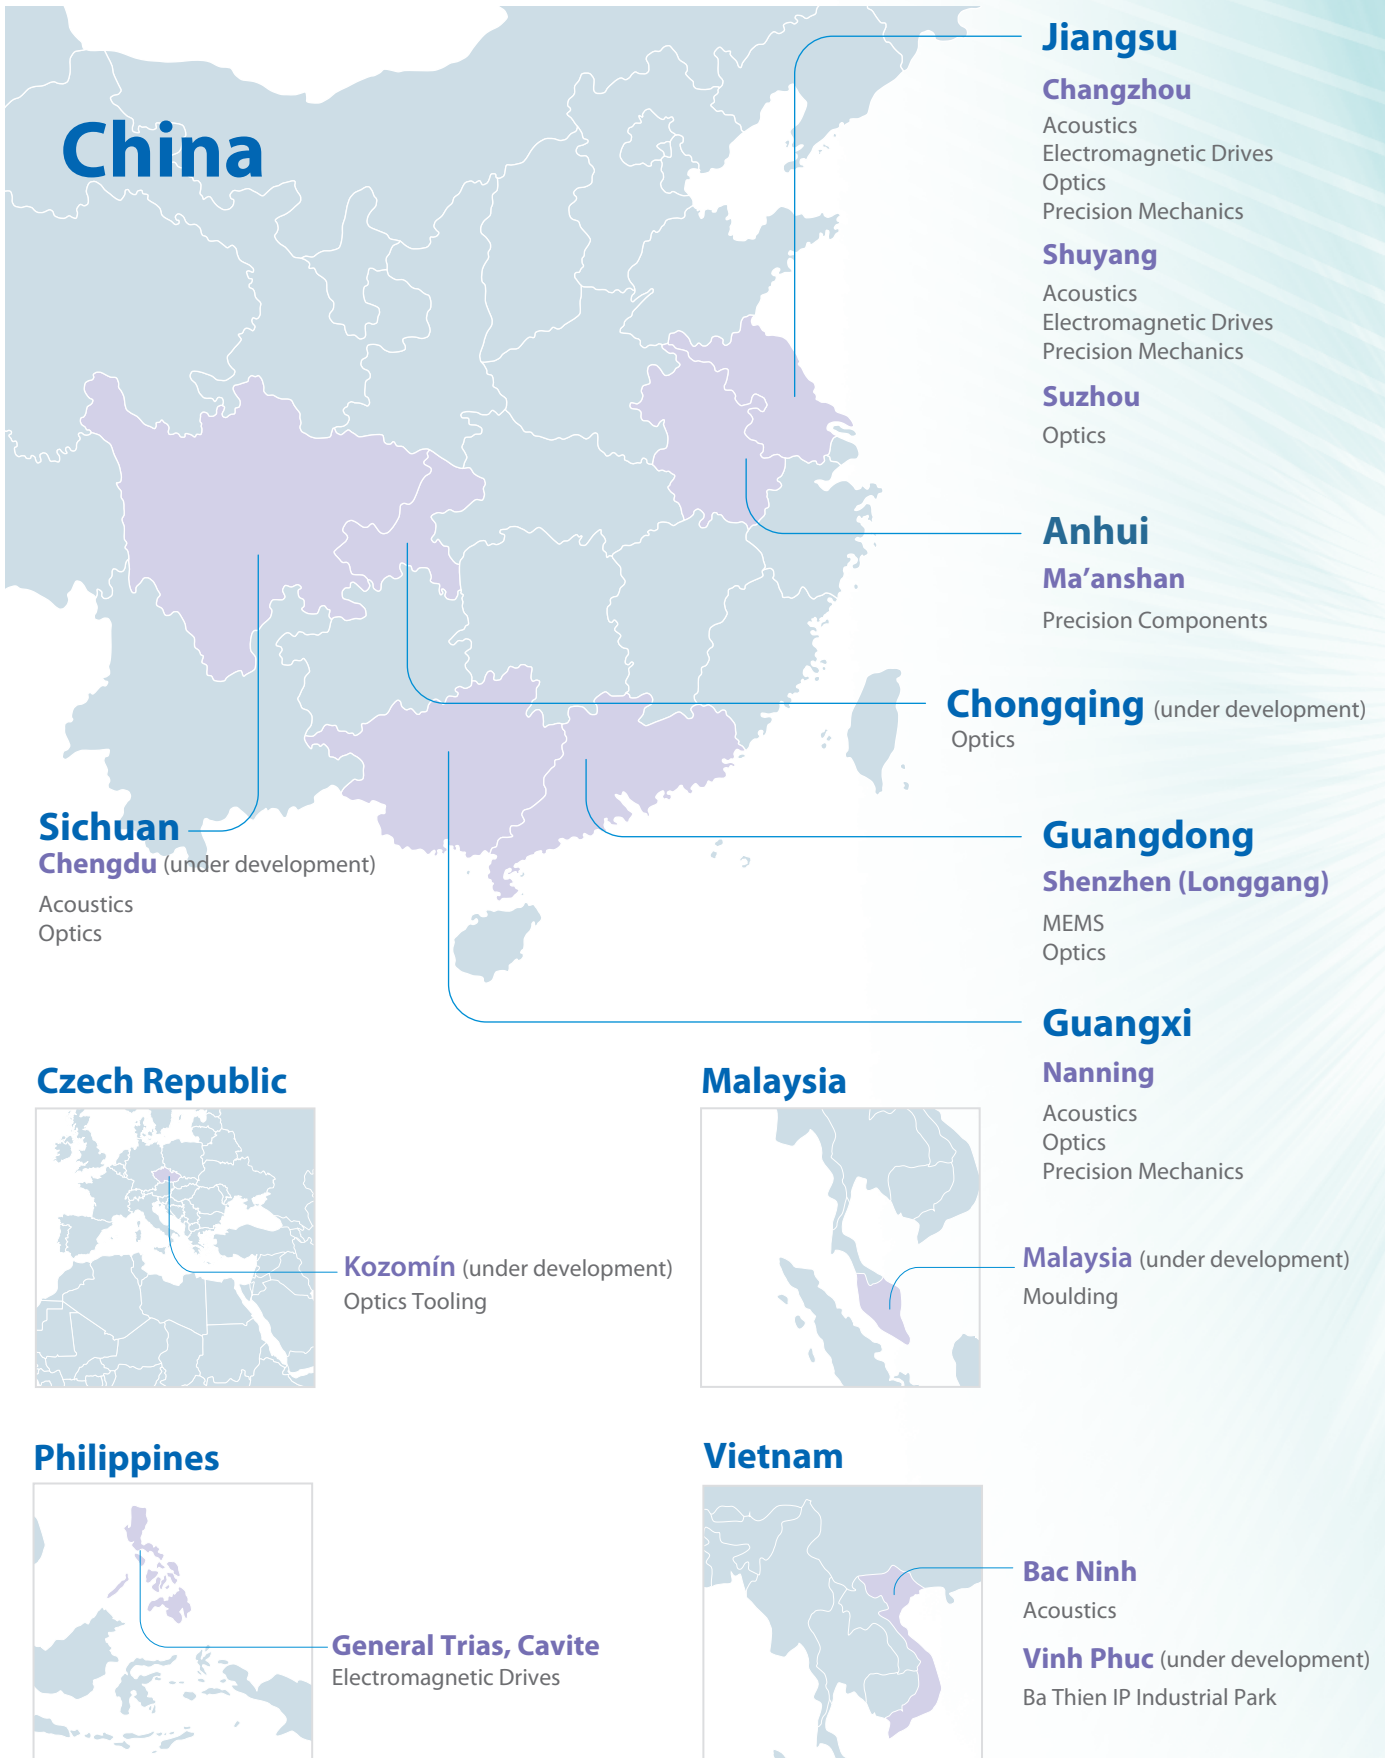 China
Jiangsu
Changzhou
Acoustics
Electromagnetic Drives
Optics
Precision Mechanics
Shuyang
Acoustics
Electromagnetic Drives
Precision Mechanics
Suzhou
Optics
Anhui
Ma’anshan
Precision Components
Chongqing (under development)
Optics
Sichuan
Chengdu (under development)
Acoustics
Optics
Guangdong
Shenzhen (Longgang)
MEMS
Optics
Guangxi
Nanning
Acoustics
Optics
Precision Mechanics
Czech Republic
Kozomín (under development)
Optics Tooling
Malaysia
Malaysia (under development)
Moulding
Philippines
General Trias, Cavite
Electromagnetic Drives
Vietnam
Bac Ninh
Acoustics
Vinh Phuc (under development)
Ba Thien IP Industrial Park